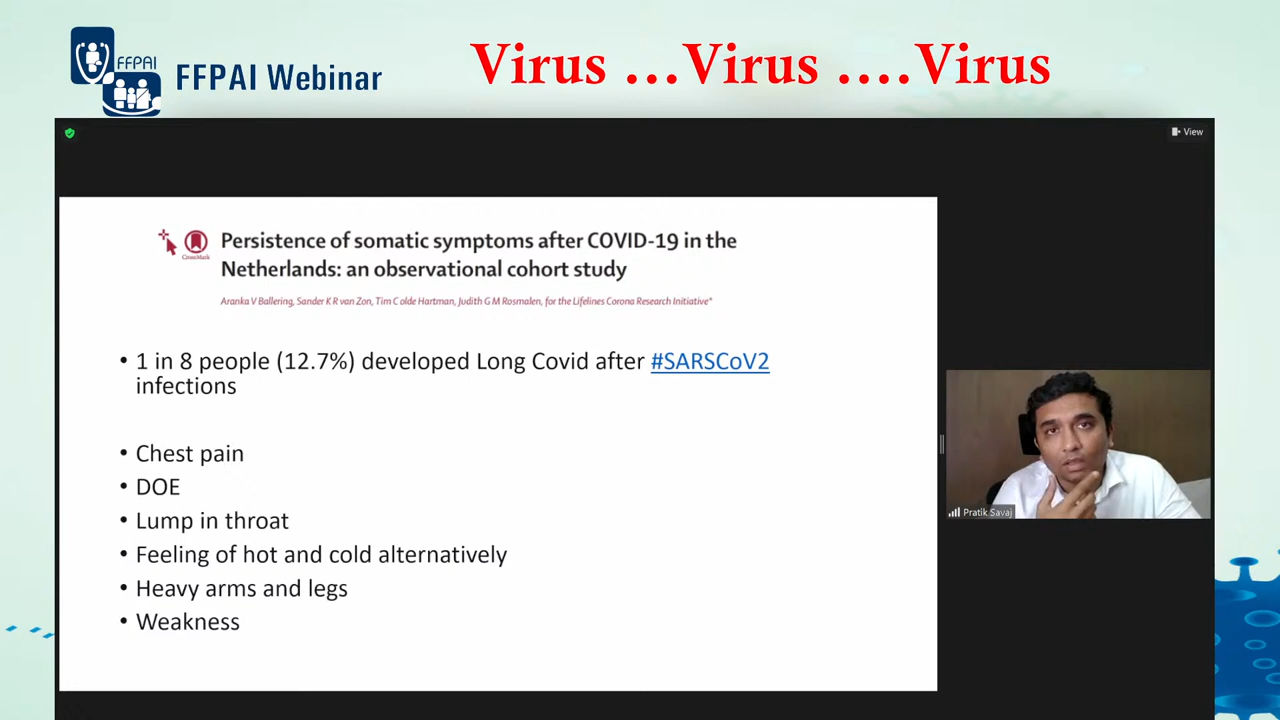 FFPAI
FFPAI Webinar
Virus ...Virus ....Virus
View
Persistence of somatic symptoms after COVID-19 in the
Netherlands: an observational cohort study
CrossMark
Aranka V Ballering, Sander K R van Zon, Tim C olde Hartman, Judith G M Rosmalen, for the Lifelines Corona Research Initiative*
• 1 in 8 people (12.7%) developed Long Covid after #SARSCoV2
infections
• Chest pain
• DOE
• Lump in throat
• Feeling of hot and cold alternatively
• Heavy arms and legs
• Weakness
Pratik Savaj